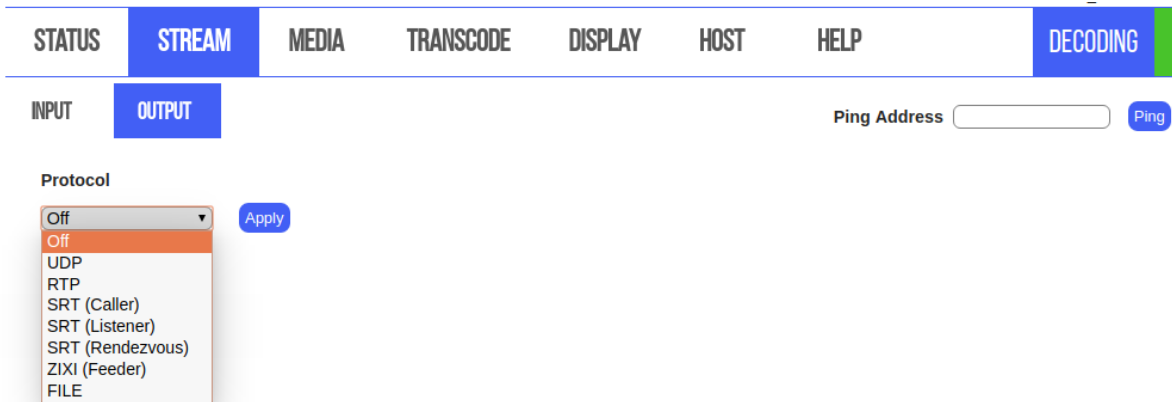 STATUS STREAM MEDIA TRANSCODE DISPLAY HOST HELP DECODING
INPUT OUTPUT Ping Address Ping
Protocol
Off Apply
Off
UDP
RTP
SRT (Caller)
SRT (Listener)
SRT (Rendezvous)
ZIXI (Feeder)
FILE